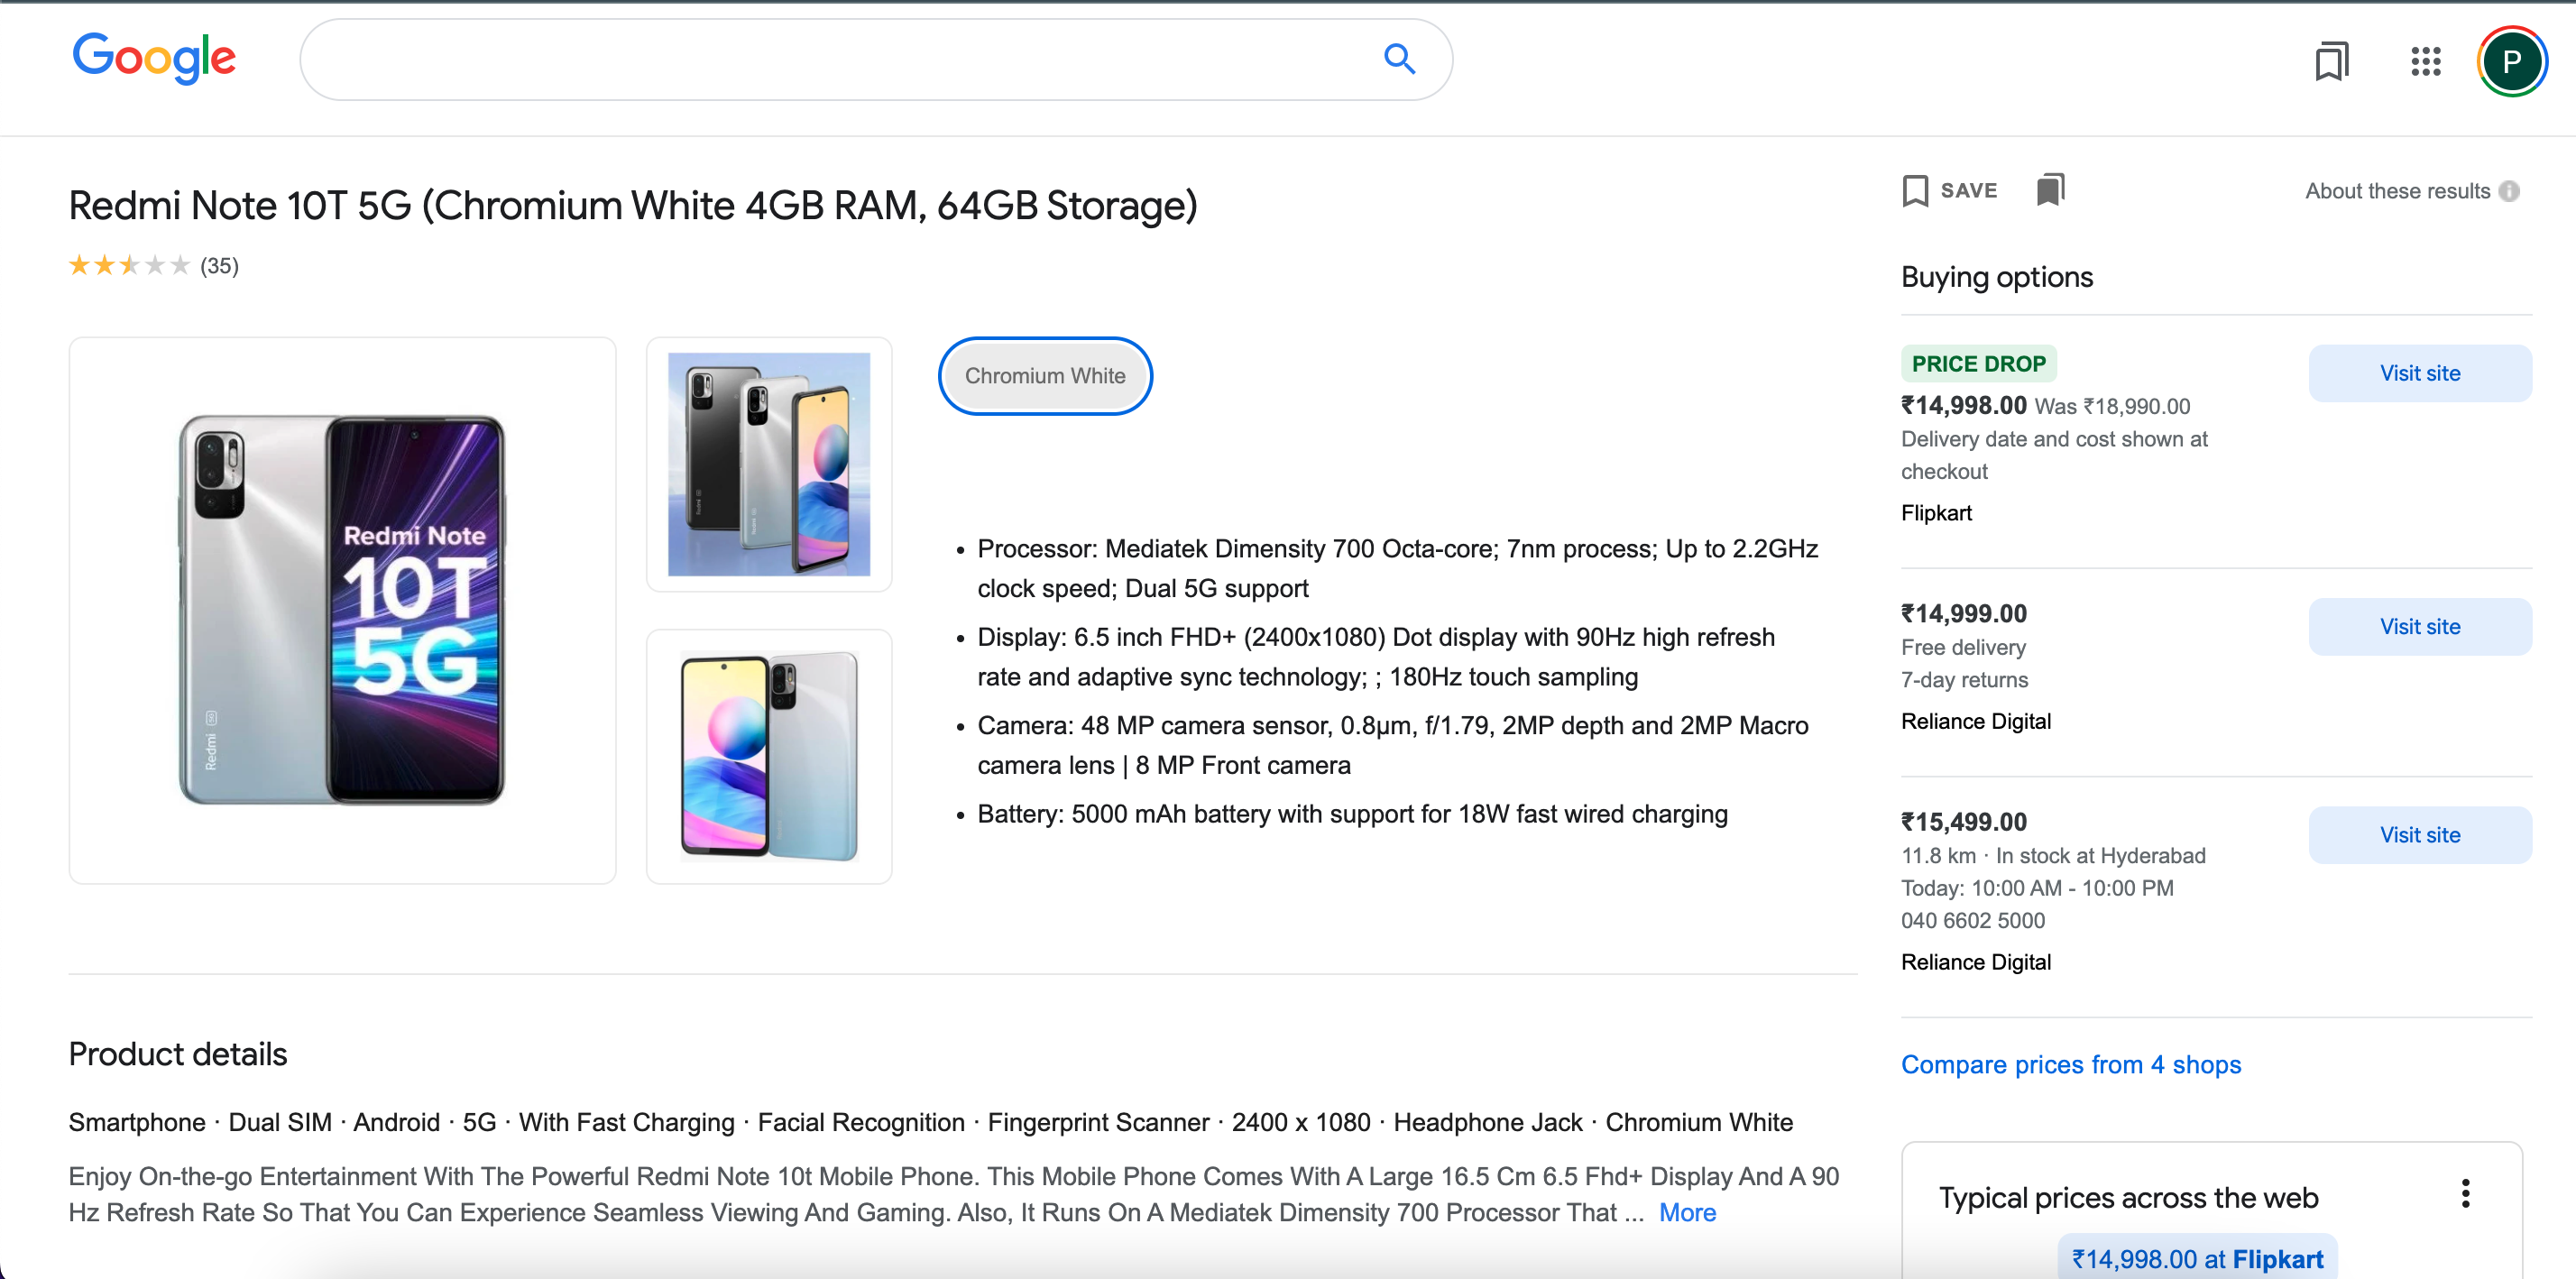 Google
P
Redmi Note 10T 5G (Chromium White 4GB RAM, 64GB Storage)
(35)
Redmi Note
10T
5G
Redmi 5G
Chromium White
• Processor: Mediatek Dimensity 700 Octa-core; 7nm process; Up to 2.2GHz
clock speed; Dual 5G support
• Display: 6.5 inch FHD+ (2400x1080) Dot display with 90Hz high refresh
rate and adaptive sync technology; ; 180Hz touch sampling
• Camera: 48 MP camera sensor, 0.8µm, f/1.79, 2MP depth and 2MP Macro
camera lens | 8 MP Front camera
• Battery: 5000 mAh battery with support for 18W fast wired charging
Product details
Smartphone · Dual SIM · Android · 5G · With Fast Charging · Facial Recognition · Fingerprint Scanner · 2400 x 1080 · Headphone Jack · Chromium White
Enjoy On-the-go Entertainment With The Powerful Redmi Note 10t Mobile Phone. This Mobile Phone Comes With A Large 16.5 Cm 6.5 Fhd+ Display And A 90
Hz Refresh Rate So That You Can Experience Seamless Viewing And Gaming. Also, It Runs On A Mediatek Dimensity 700 Processor That ... More
SAVE
About these results
Buying options
PRICE DROP
Visit site
₹14,998.00 Was ₹18,990.00
Delivery date and cost shown at
checkout
Flipkart
₹14,999.00
Visit site
Free delivery
7-day returns
Reliance Digital
₹15,499.00
Visit site
11.8 km · In stock at Hyderabad
Today: 10:00 AM - 10:00 PM
040 6602 5000
Reliance Digital
Compare prices from 4 shops
Typical prices across the web
₹14,998.00 at Flipkart